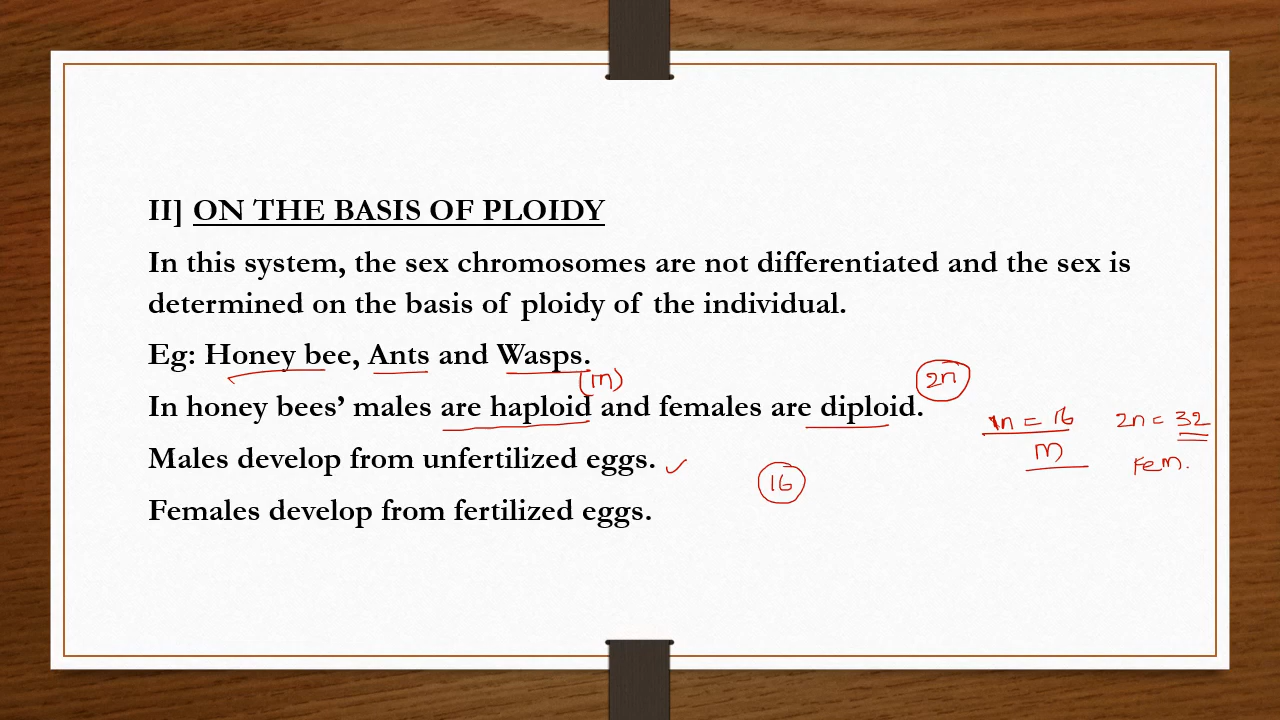 II] ON THE BASIS OF PLOIDY
In this system, the sex chromosomes are not differentiated and the sex is
determined on the basis of ploidy of the individual.
Eg: Honey bee, Ants and Wasps.
(n)
2n
In honey bees’ males are haploid and females are diploid.
1n = 16
2n = 32
m
Fem.
Males develop from unfertilized eggs. ✓
16
Females develop from fertilized eggs.